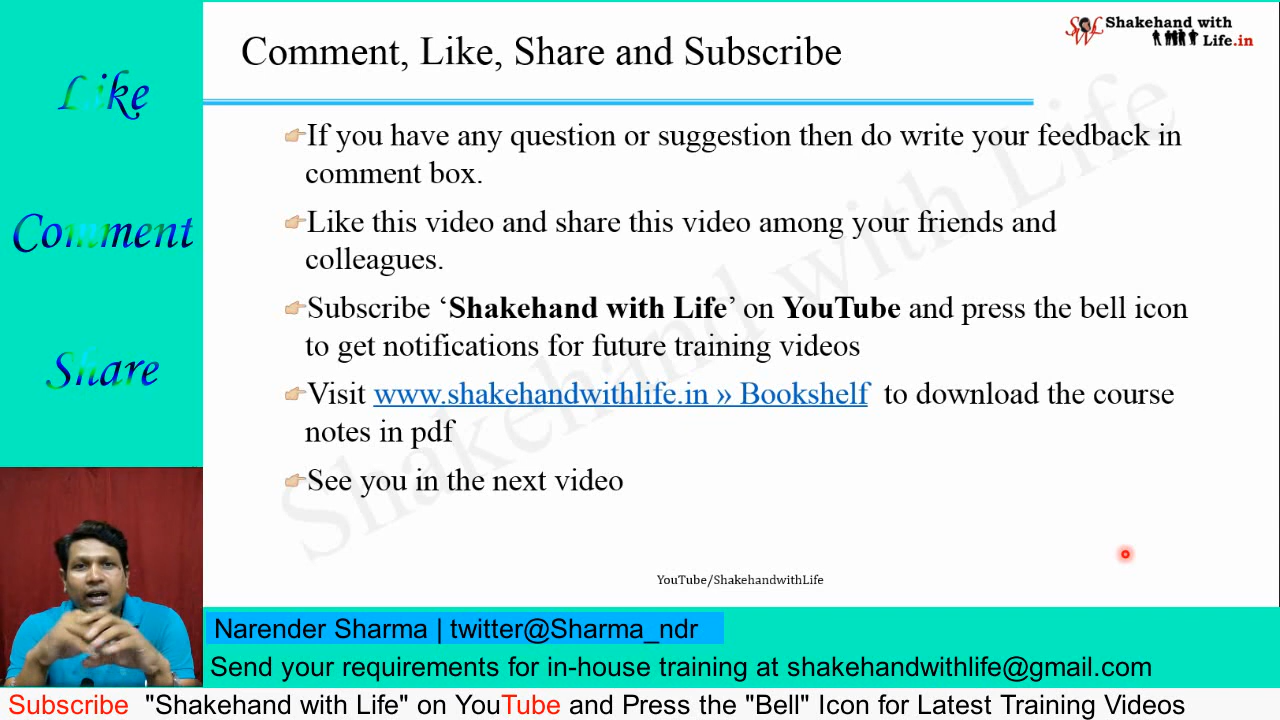 Comment, Like, Share and Subscribe
Shakehand with
Life.in
Like
Comment
Share
If you have any question or suggestion then do write your feedback in
comment box.
Like this video and share this video among your friends and
colleagues.
Subscribe ‘Shakehand with Life’ on YouTube and press the bell icon
to get notifications for future training videos
Visit www.shakehandwithlife.in » Bookshelf to download the course
notes in pdf
See you in the next video
Shakehand with Life
YouTube/ShakehandwithLife
Narender Sharma | twitter@Sharma_ndr
Send your requirements for in-house training at shakehandwithlife@gmail.com
Subscribe "Shakehand with Life" on YouTube and Press the "Bell" Icon for Latest Training Videos